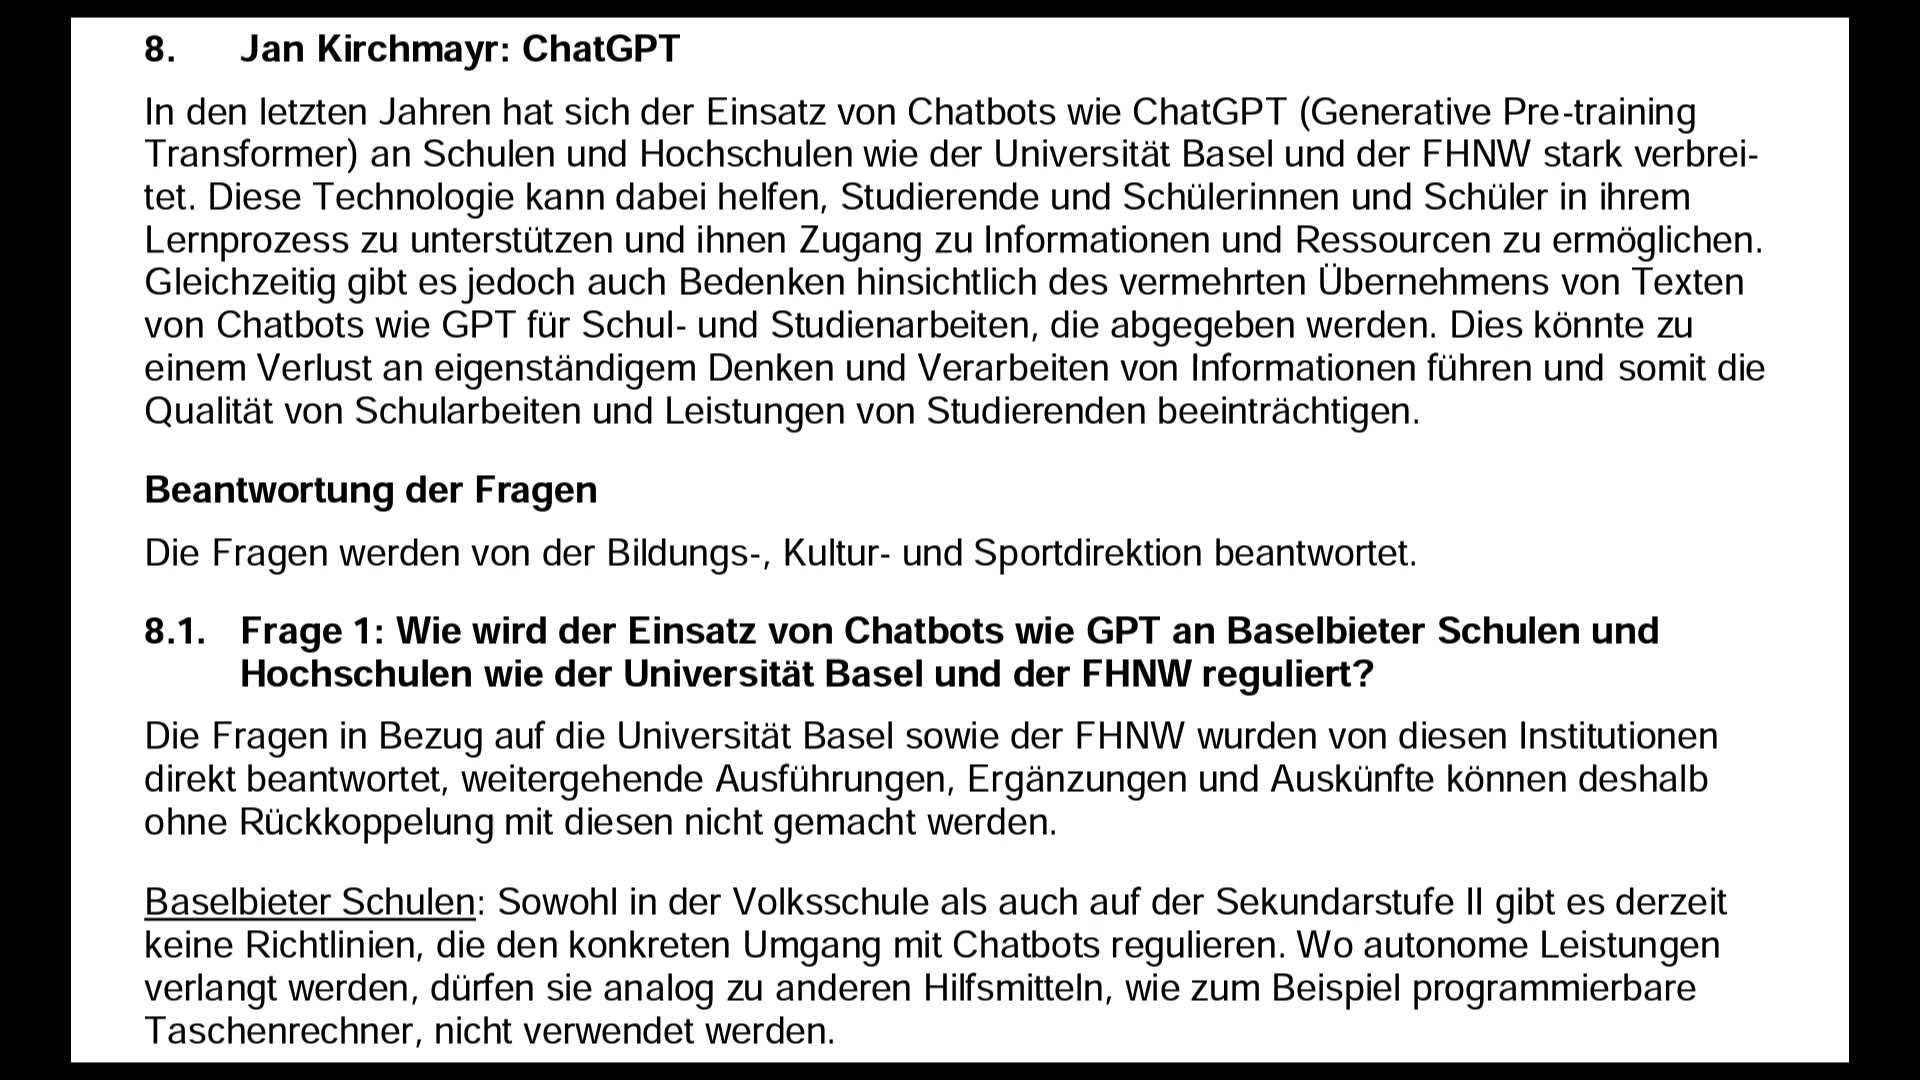 8. Jan Kirchmayr: ChatGPT
In den letzten Jahren hat sich der Einsatz von Chatbots wie ChatGPT (Generative Pre-training
Transformer) an Schulen und Hochschulen wie der Universität Basel und der FHNW stark verbrei-
tet. Diese Technologie kann dabei helfen, Studierende und Schülerinnen und Schüler in ihrem
Lernprozess zu unterstützen und ihnen Zugang zu Informationen und Ressourcen zu ermöglichen.
Gleichzeitig gibt es jedoch auch Bedenken hinsichtlich des vermehrten Übernehmens von Texten
von Chatbots wie GPT für Schul- und Studienarbeiten, die abgegeben werden. Dies könnte zu
einem Verlust an eigenständigem Denken und Verarbeiten von Informationen führen und somit die
Qualität von Schularbeiten und Leistungen von Studierenden beeinträchtigen.
Beantwortung der Fragen
Die Fragen werden von der Bildungs-, Kultur- und Sportdirektion beantwortet.
8.1. Frage 1: Wie wird der Einsatz von Chatbots wie GPT an Baselbieter Schulen und
Hochschulen wie der Universität Basel und der FHNW reguliert?
Die Fragen in Bezug auf die Universität Basel sowie der FHNW wurden von diesen Institutionen
direkt beantwortet, weitergehende Ausführungen, Ergänzungen und Auskünfte können deshalb
ohne Rückkoppelung mit diesen nicht gemacht werden.
Baselbieter Schulen: Sowohl in der Volksschule als auch auf der Sekundarstufe II gibt es derzeit
keine Richtlinien, die den konkreten Umgang mit Chatbots regulieren. Wo autonome Leistungen
verlangt werden, dürfen sie analog zu anderen Hilfsmitteln, wie zum Beispiel programmierbare
Taschenrechner, nicht verwendet werden.